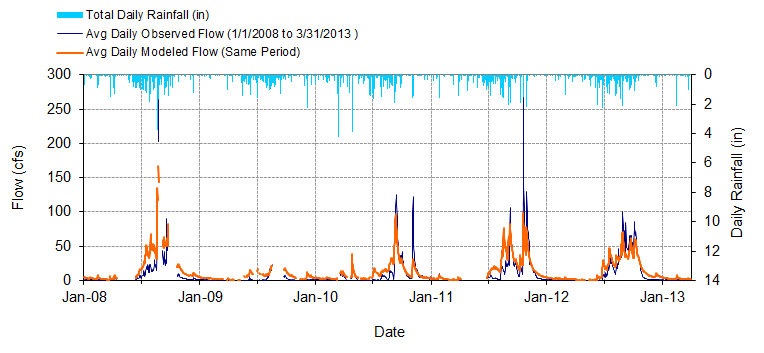 Total Daily Rainfall (in)
Avg Daily Observed Flow (1/1/2008 to 3/31/2013 )
Avg Daily Modeled Flow (Same Period)
300 0
250 2
200 4
150 6
8
100 10
50 12
0 14
Flow (cfs)
Daily Rainfall (in)
Jan-08 Jan-09 Jan-10 Jan-11 Jan-12 Jan-13
Date